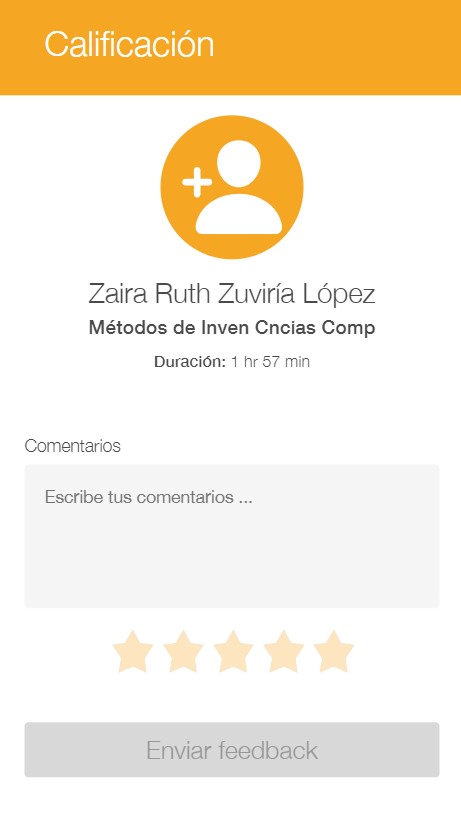 Calificación
Zaira Ruth Zuviría López
Métodos de Inven Cncias Comp
Duración: 1 hr 57 min
Comentarios
Escribe tus comentarios ...
Enviar feedback